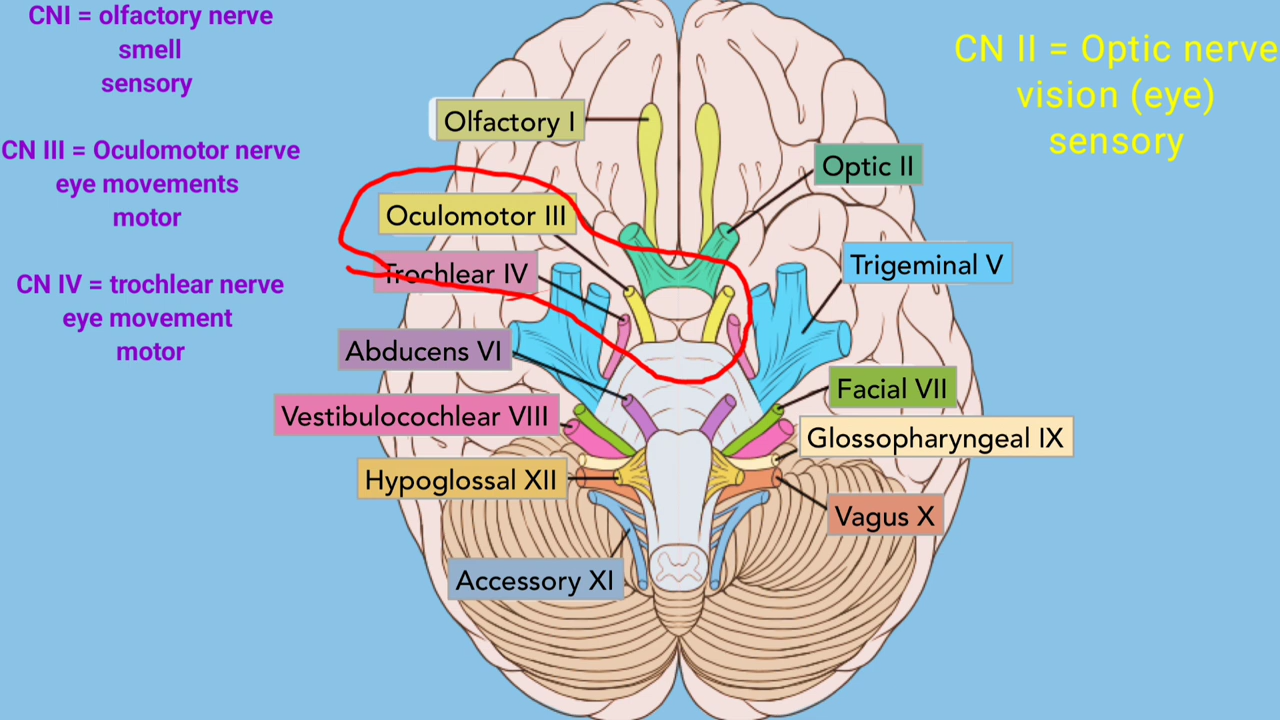 CNI = olfactory nerve
smell
sensory
CN III = Oculomotor nerve
eye movements
motor
CN IV = trochlear nerve
eye movement
motor
CN II = Optic nerve
vision (eye)
sensory
Olfactory I
Optic II
Oculomotor III
Trochlear IV
Trigeminal V
Abducens VI
Facial VII
Vestibulocochlear VIII
Glossopharyngeal IX
Hypoglossal XII
Vagus X
Accessory XI